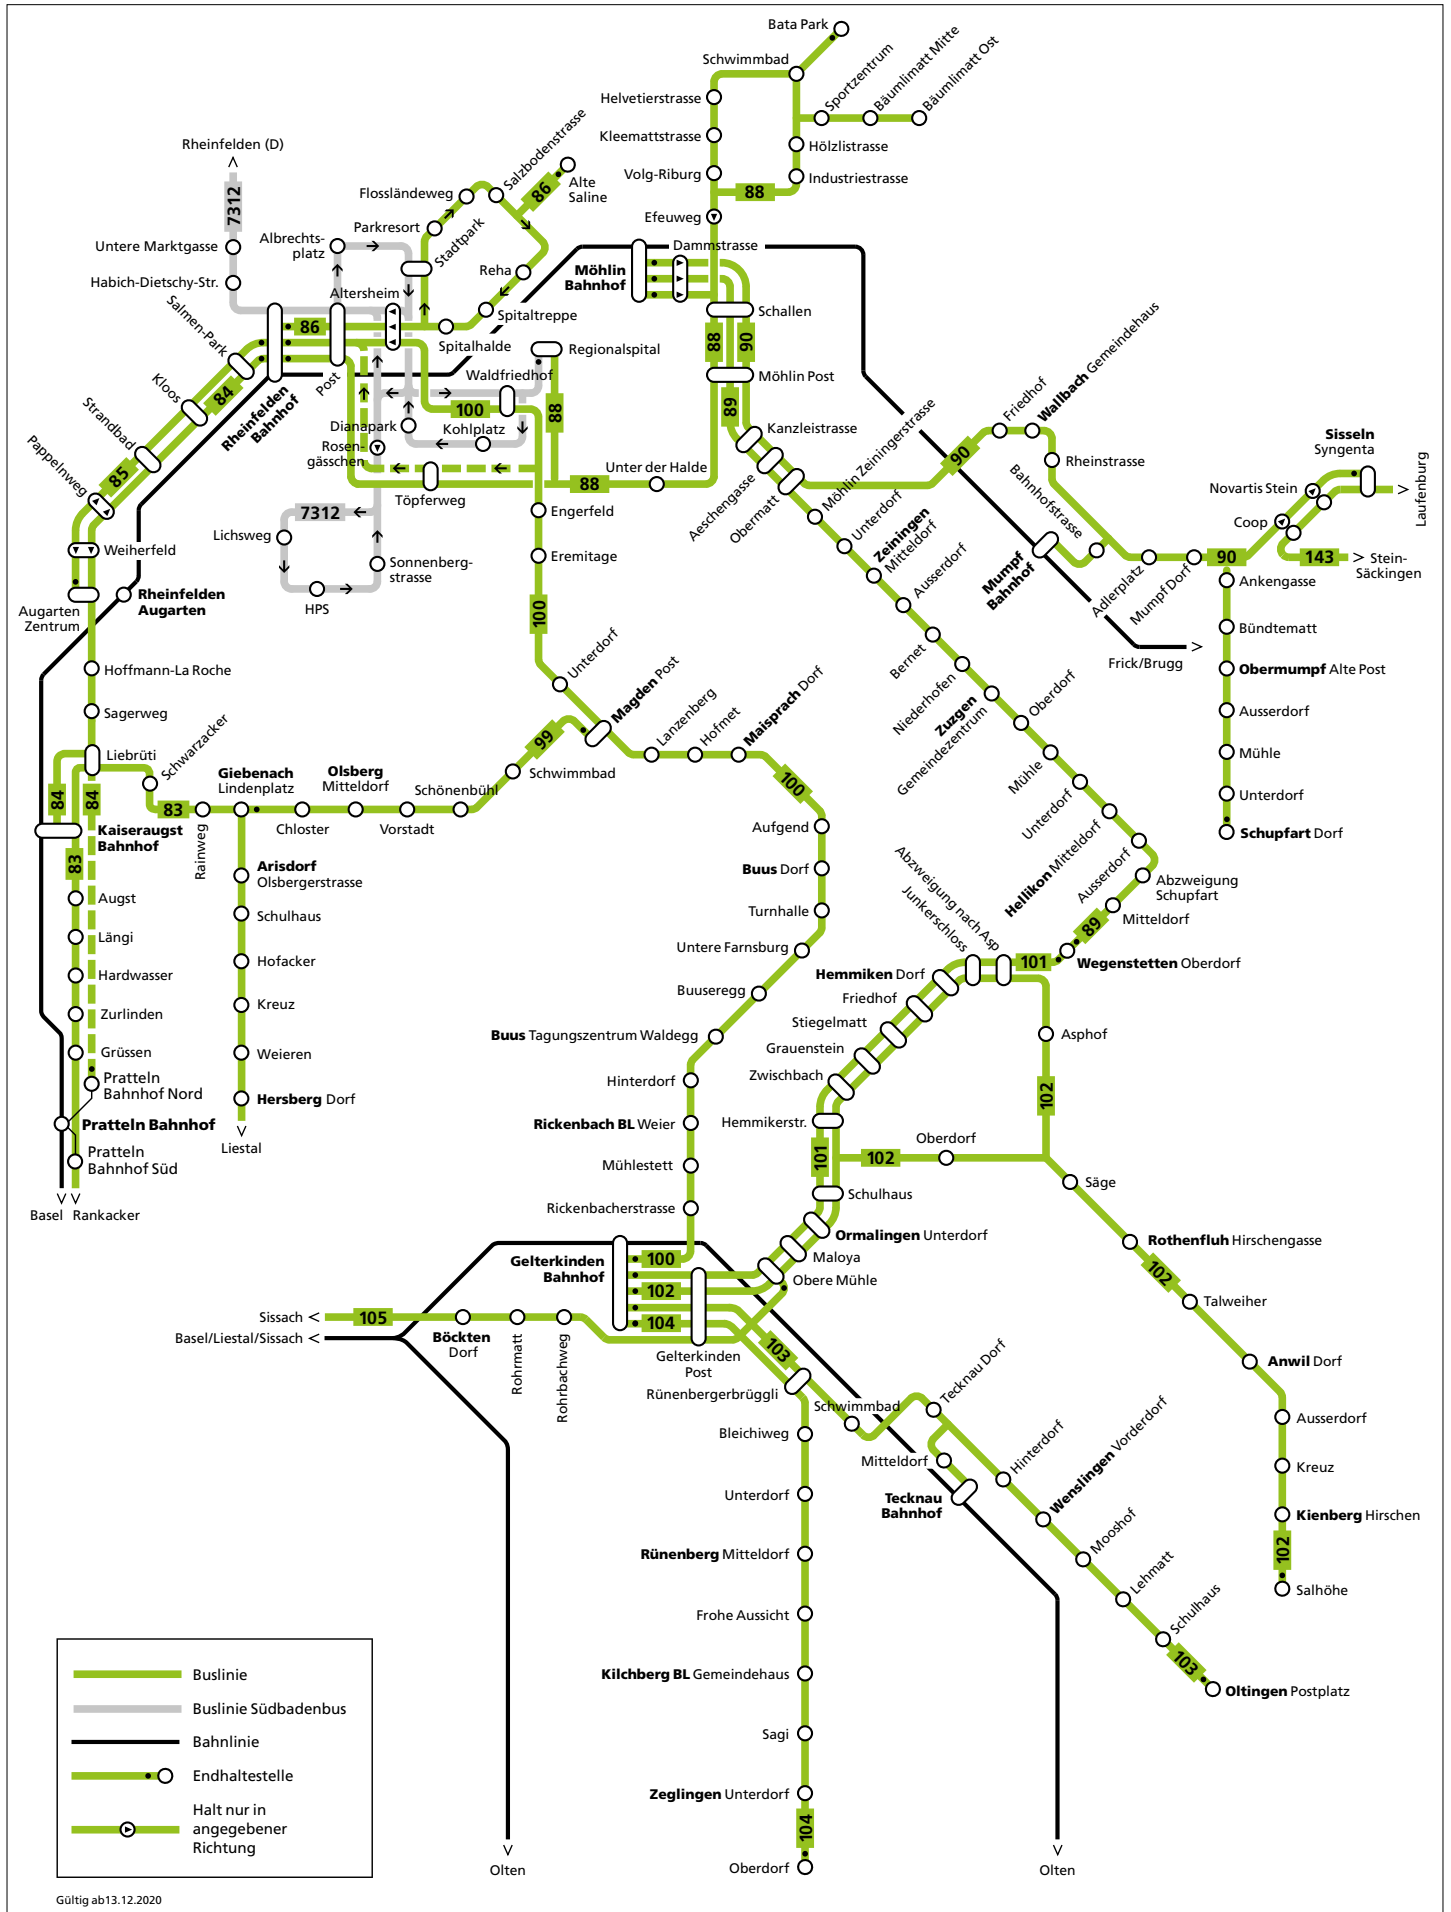 Bata Park
Schwimmbad
Sportzentrum
Bäumlimatt Mitte
Bäumlimatt Ost
Helvetierstrasse
Kleemattstrasse
Hölzlistrasse
Volg-Riburg
Industriestrasse
88
Efeuweg
Rheinfelden (D)
7312
Salzbodenstrasse
86
Alte
Saline
Flossländeweg
Parkresort
Stadtpark
Untere Marktgasse
Albrechts-
platz
Habich-Dietschy-Str.
Altersheim
Reha
Spitaltreppe
Spitalhalde
Dammstrasse
Möhlin
Bahnhof
Schallen
88
90
Möhlin Post
89
Salmen-Park
86
Regionalspital
Waldfriedhof
Kloos
84
Post
Rheinfelden
Bahnhof
100
88
Strandbad
Dianapark
Kohlplatz
Rosen-
gässchen
Pappelnweg
85
Töpferweg
88
Unter der Halde
Kanzleistrasse
Aeschengasse
Obermatt
Möhlin Zeiningerstrasse
Unterdorf
Zeiningen
Mitteldorf
Ausserdorf
Bernet
Niederhofen
Zuzgen
Gemeindezentrum
Oberdorf
Mühle
Unterdorf
Hellikon Mitteldorf
Ausserdorf
Abzweigung
Schupfart
Mitteldorf
89
Wegenstetten Oberdorf
90
Friedhof
Wallbach Gemeindehaus
Rheinstrasse
Bahnhofstrasse
Mumpf
Bahnhof
Adlerplatz
Mumpf Dorf
90
Coop
Novartis Stein
Sisseln
Syngenta
Laufenburg
143
Stein-
Säckingen
Frick/Brugg
Ankengasse
Bündtematt
Obermumpf Alte Post
Ausserdorf
Mühle
Unterdorf
Schupfart Dorf
7312
Lichsweg
Sonnenberg-
strasse
HPS
Engerfeld
Eremitage
100
Weiherfeld
Augarten
Zentrum
Rheinfelden
Augarten
Hoffmann-La Roche
Sagerweg
Liebrüti
Schwarzacker
84
84
83
Kaiseraugst
Bahnhof
83
Rainweg
Giebenach
Lindenplatz
Olsberg
Mitteldorf
Chloster
Vorstadt
Schönenbühl
Schwimmbad
99
Unterdorf
Magden Post
Lanzenberg
Hofmet
Maisprach Dorf
100
Aufgend
Buus Dorf
Turnhalle
Untere Farnsburg
Buuseregg
Buus Tagungszentrum Waldegg
Hinterdorf
Rickenbach BL Weier
Mühlestett
Rickenbacherstrasse
Augst
Längi
Hardwasser
Zurlinden
Grüssen
Pratteln
Bahnhof Nord
Pratteln Bahnhof
Pratteln
Bahnhof Süd
Basel
Rankacker
Arisdorf
Olsbergerstrasse
Schulhaus
Hofacker
Kreuz
Weieren
Hersberg Dorf
Liestal
Abzweigung nach Asp
Junkerschloss
101
Hemmiken Dorf
Friedhof
Stiegelmatt
Grauenstein
Zwischbach
Hemmikerstr.
Asphof
102
Oberdorf
101
102
Schulhaus
Säge
Ormalingen Unterdorf
Maloya
Obere Mühle
Rothenfluh Hirschengasse
102
Talweiher
Anwil Dorf
Ausserdorf
Kreuz
Kienberg Hirschen
102
Salhöhe
Gelterkinden
Bahnhof
100
102
104
Sissach
105
Basel/Liestal/Sissach
Böckten
Dorf
Rohrmatt
Rohrbachweg
Gelterkinden
Post
103
Rünenbergerbrüggli
Schwimmbad
Tecknau Dorf
Bleichiweg
Mitteldorf
Tecknau
Bahnhof
Hinterdorf
Wenslingen Vorderdorf
Mooshof
Lehmatt
Schulhaus
103
Oltingen Postplatz
Unterdorf
Rünenberg Mitteldorf
Frohe Aussicht
Kilchberg BL Gemeindehaus
Sagi
Zeglingen Unterdorf
104
Oberdorf
Olten
Olten
Buslinie
Buslinie Südbadenbus
Bahnlinie
Endhaltestelle
Halt nur in
angegebener
Richtung
Gültig ab13.12.2020